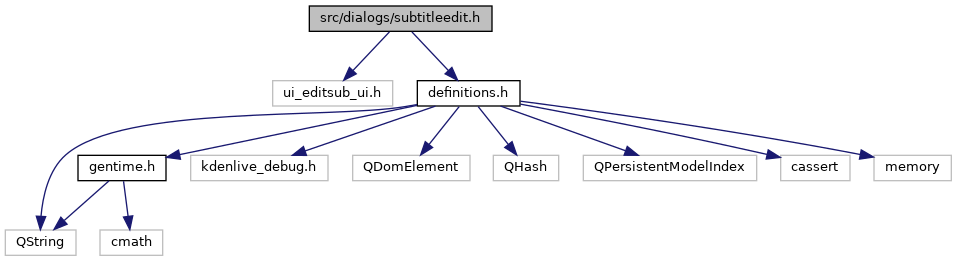 src/dialogs/subtitleedit.h
ui_editsub_ui.h
definitions.h
gentime.h
kdenlive_debug.h
QDomElement
QHash
QPersistentModelIndex
cassert
memory
QString
cmath